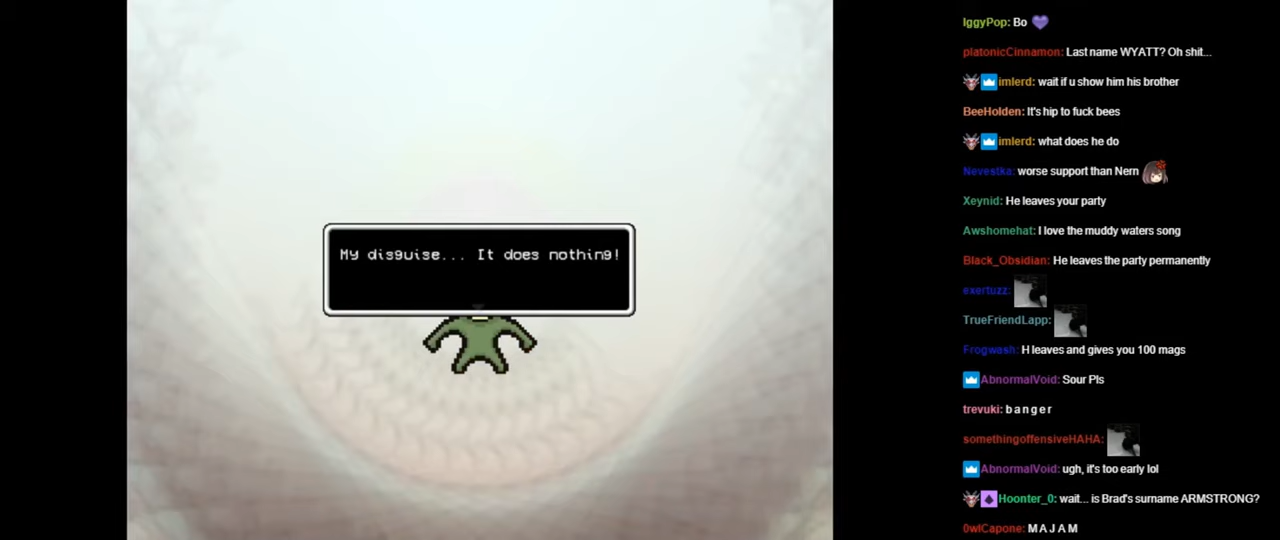 My disguise... It does nothing!
IggyPop: Bo
platonicCinnamon: Last name WYATT? Oh shit...
imlerd: wait if u show him his brother
BeeHolden: It's hip to fuck bees
imlerd: what does he do
Nevestka: worse support than Nern
Xeynid: He leaves your party
Awshomehat: I love the muddy waters song
Black_Obsidian: He leaves the party permanently
exertuzz:
TrueFriendLapp:
Frogwash: H leaves and gives you 100 mags
AbnormalVoid: Sour Pls
trevuki: b a n g e r
somethingoffensiveHAHA:
AbnormalVoid: ugh, it's too early lol
Hoonter_0: wait... is Brad's surname ARMSTRONG?
0wlCapone: M A J A M